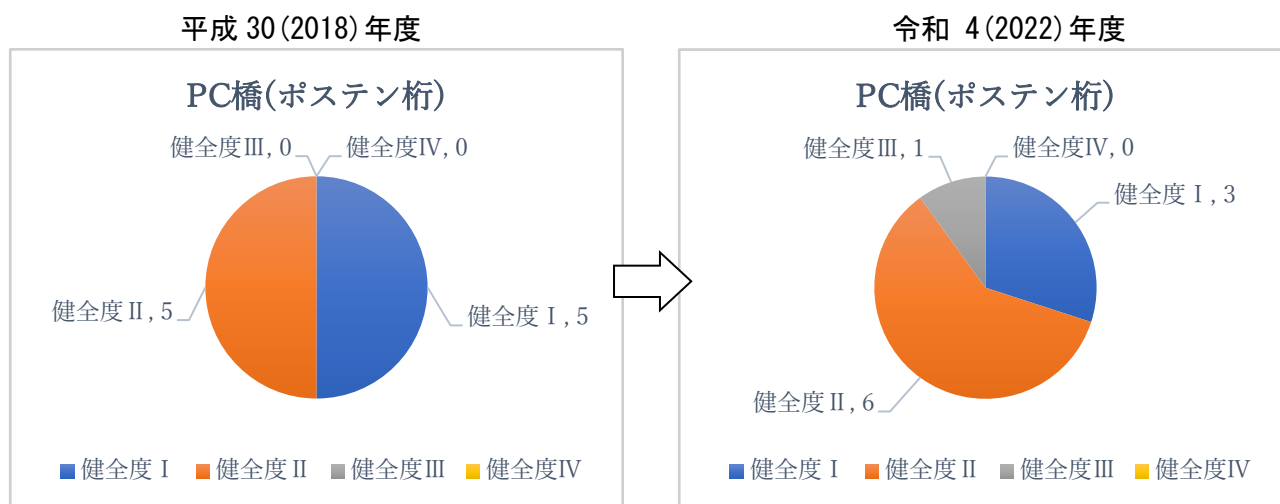 平成 30(2018)年度
PC橋(ポステン桁)
健全度Ⅲ, 0
健全度Ⅳ, 0
健全度Ⅱ, 5
健全度Ⅰ, 5
健全度Ⅰ 健全度Ⅱ 健全度Ⅲ 健全度Ⅳ
令和 4(2022)年度
PC橋(ポステン桁)
健全度Ⅲ, 1
健全度Ⅳ, 0
健全度Ⅰ, 3
健全度Ⅱ, 6
健全度Ⅰ 健全度Ⅱ 健全度Ⅲ 健全度Ⅳ